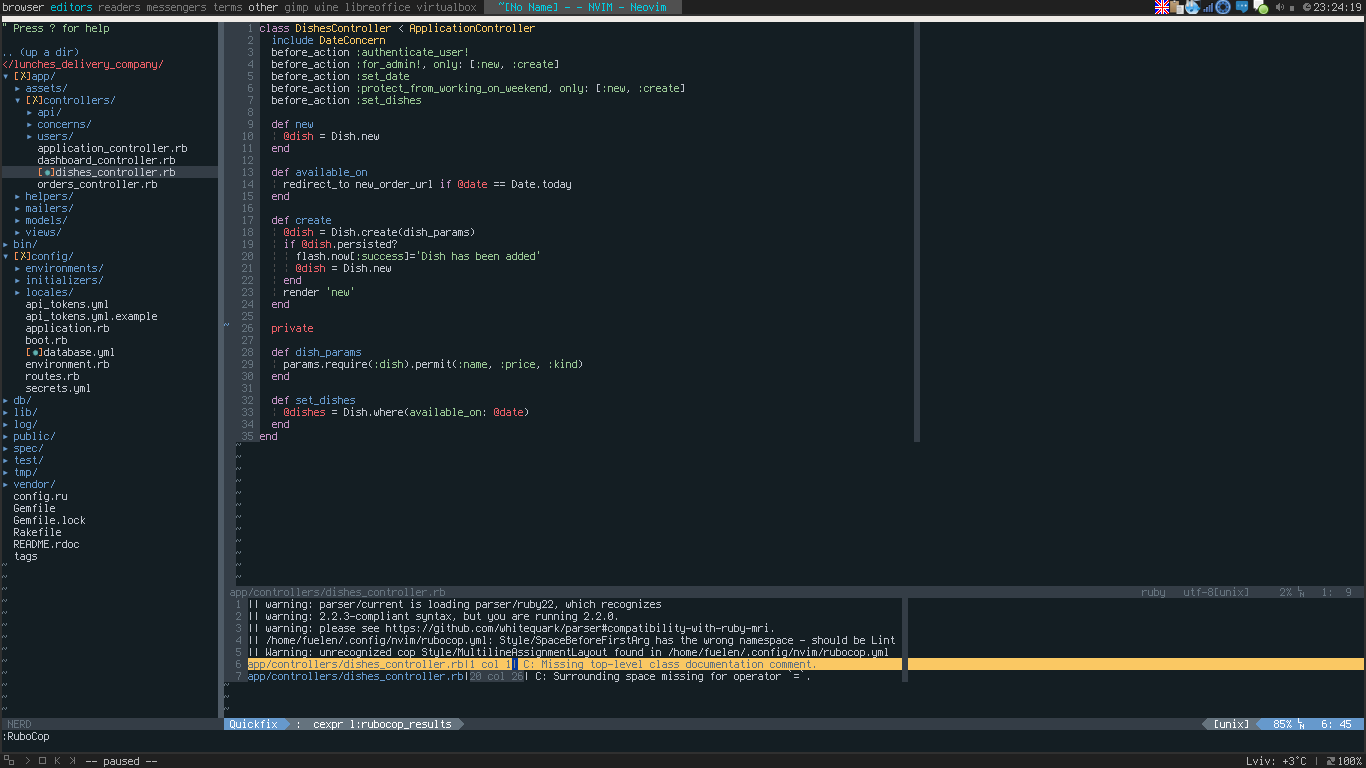 browser editors readers messengers terms other gimp wine libreoffice virtualbox ~[No Name] - - NVIM - Neovim 23:24:19
" Press ? for help
.. (up a dir)
</lunches_delivery_company/
▾ [X]app/
▸ assets/
▾ [X]controllers/
▸ api/
▸ concerns/
▸ users/
application_controller.rb
dashboard_controller.rb
[•]dishes_controller.rb
orders_controller.rb
▸ helpers/
▸ mailers/
▸ models/
▸ views/
▸ bin/
▾ [X]config/
▸ environments/
▸ initializers/
▸ locales/
api_tokens.yml
api_tokens.yml.example
application.rb
boot.rb
[•]database.yml
environment.rb
routes.rb
secrets.yml
▸ db/
▸ lib/
▸ log/
▸ public/
▸ spec/
▸ test/
▸ tmp/
▸ vendor/
config.ru
Gemfile
Gemfile.lock
Rakefile
README.rdoc
tags
1 class DishesController < ApplicationController
2 include DateConcern
3 before_action :authenticate_user!
4 before_action :for_admin!, only: [:new, :create]
5 before_action :set_date
6 before_action :protect_from_working_on_weekend, only: [:new, :create]
7 before_action :set_dishes
8
9 def new
10 ¦ @dish = Dish.new
11 end
12
13 def available_on
14 ¦ redirect_to new_order_url if @date == Date.today
15 end
16
17 def create
18 ¦ @dish = Dish.create(dish_params)
19 ¦ if @dish.persisted?
20 ¦ ¦ flash.now[:success]='Dish has been added'
21 ¦ ¦ @dish = Dish.new
22 ¦ end
23 ¦ render 'new'
24 end
25
~ 26 private
27
28 def dish_params
29 ¦ params.require(:dish).permit(:name, :price, :kind)
30 end
31
32 def set_dishes
33 ¦ @dishes = Dish.where(available_on: @date)
34 end
35 end
app/controllers/dishes_controller.rb ruby utf-8[unix] 2% 1: 9
1 || warning: parser/current is loading parser/ruby22, which recognizes
2 || warning: 2.2.3-compliant syntax, but you are running 2.2.0.
3 || warning: please see https://github.com/whitequark/parser#compatibility-with-ruby-mri.
4 || /home/fuelen/.config/nvim/rubocop.yml: Style/SpaceBeforeFirstArg has the wrong namespace - should be Lint
5 || Warning: unrecognized cop Style/MultilineAssignmentLayout found in /home/fuelen/.config/nvim/rubocop.yml
6 app/controllers/dishes_controller.rb|1 col 1| C: Missing top-level class documentation comment.
7 app/controllers/dishes_controller.rb|20 col 26| C: Surrounding space missing for operator `=`.
NERD Quickfix : cexpr l:rubocop_results [unix] 85% 6: 45
:RuboCop
-- paused -- Lviv: +3°C | 100%